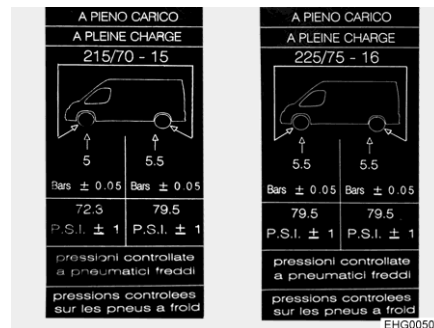 A PIENO CARICO
A PLEINE CHARGE
215/70 - 15
5
5.5
Bars ± 0.05
Bars ± 0.05
72.3
79.5
P.S.I. ± 1
P.S.I. ± 1
pressioni controllate
a pneumatici freddi
pressions controlees
sur les pneus a froid
A PIENO CARICO
A PLEINE CHARGE
225/75 - 16
5.5
5.5
Bars ± 0.05
Bars ± 0.05
79.5
79.5
P.S.I. ± 1
P.S.I. ± 1
pressioni controllate
a pneumatici freddi
pressions controlees
sur les pneus a froid
EHG0050